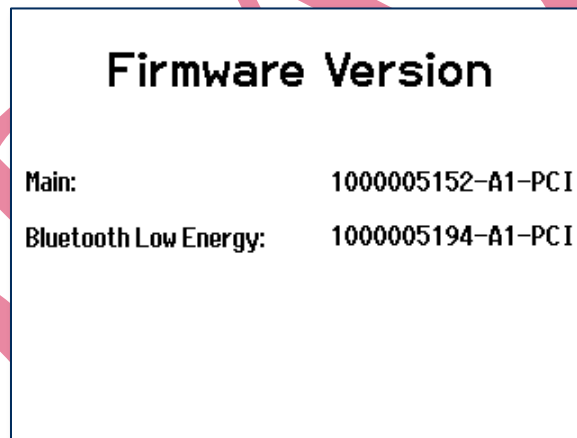 Firmware Version
Main: 1000005152-A1-PCI
Bluetooth Low Energy: 1000005194-A1-PCI